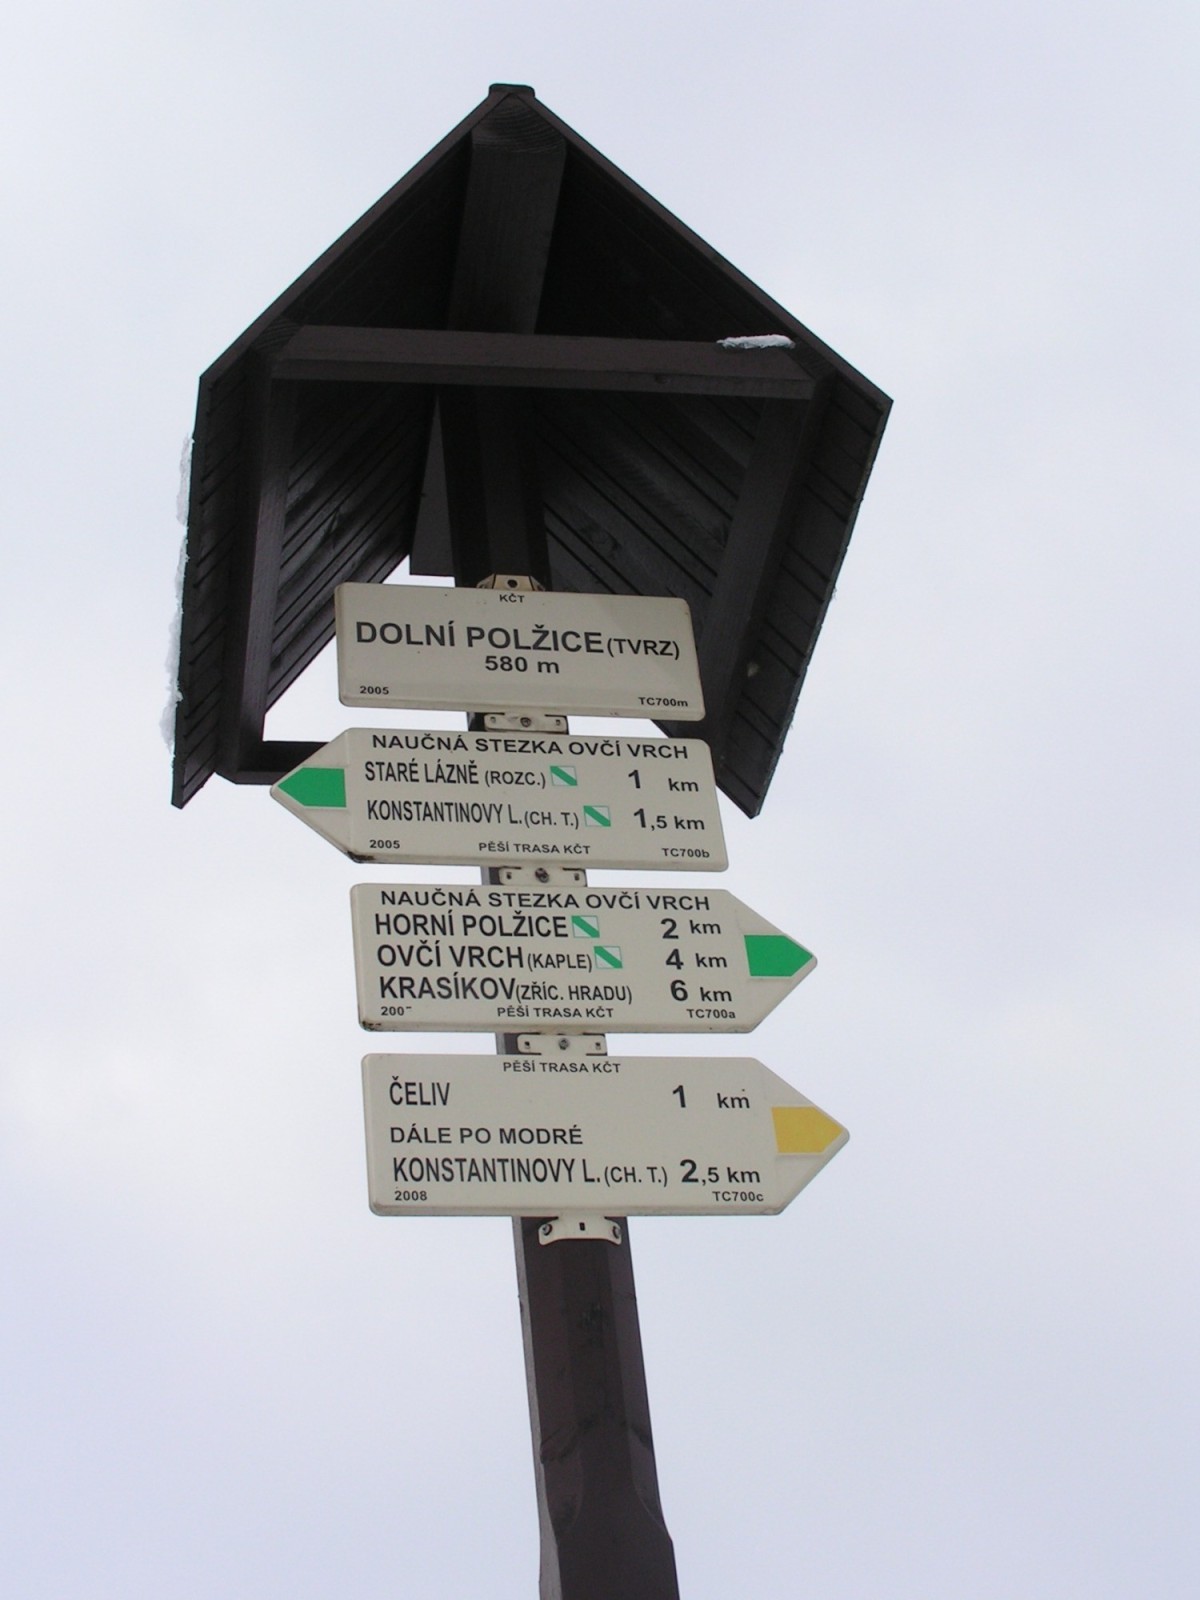 KČT
DOLNÍ POLŽICE (TVRZ)
580 m
2005 TC700m
NAUČNÁ STEZKA OVČÍ VRCH
STARÉ LÁZNĚ (ROZC.) 1 km
KONSTANTINOVY L. (CH. T.) 1,5 km
2005 PĚŠÍ TRASA KČT TC700b
NAUČNÁ STEZKA OVČÍ VRCH
HORNÍ POLŽICE 2 km
OVČÍ VRCH (KAPLE) 4 km
KRASÍKOV (ZŘÍC. HRADU) 6 km
PĚŠÍ TRASA KČT TC700a
PĚŠÍ TRASA KČT
ČELIV 1 km
DÁLE PO MODRÉ
KONSTANTINOVY L. (CH. T.) 2,5 km
2008 TC700c